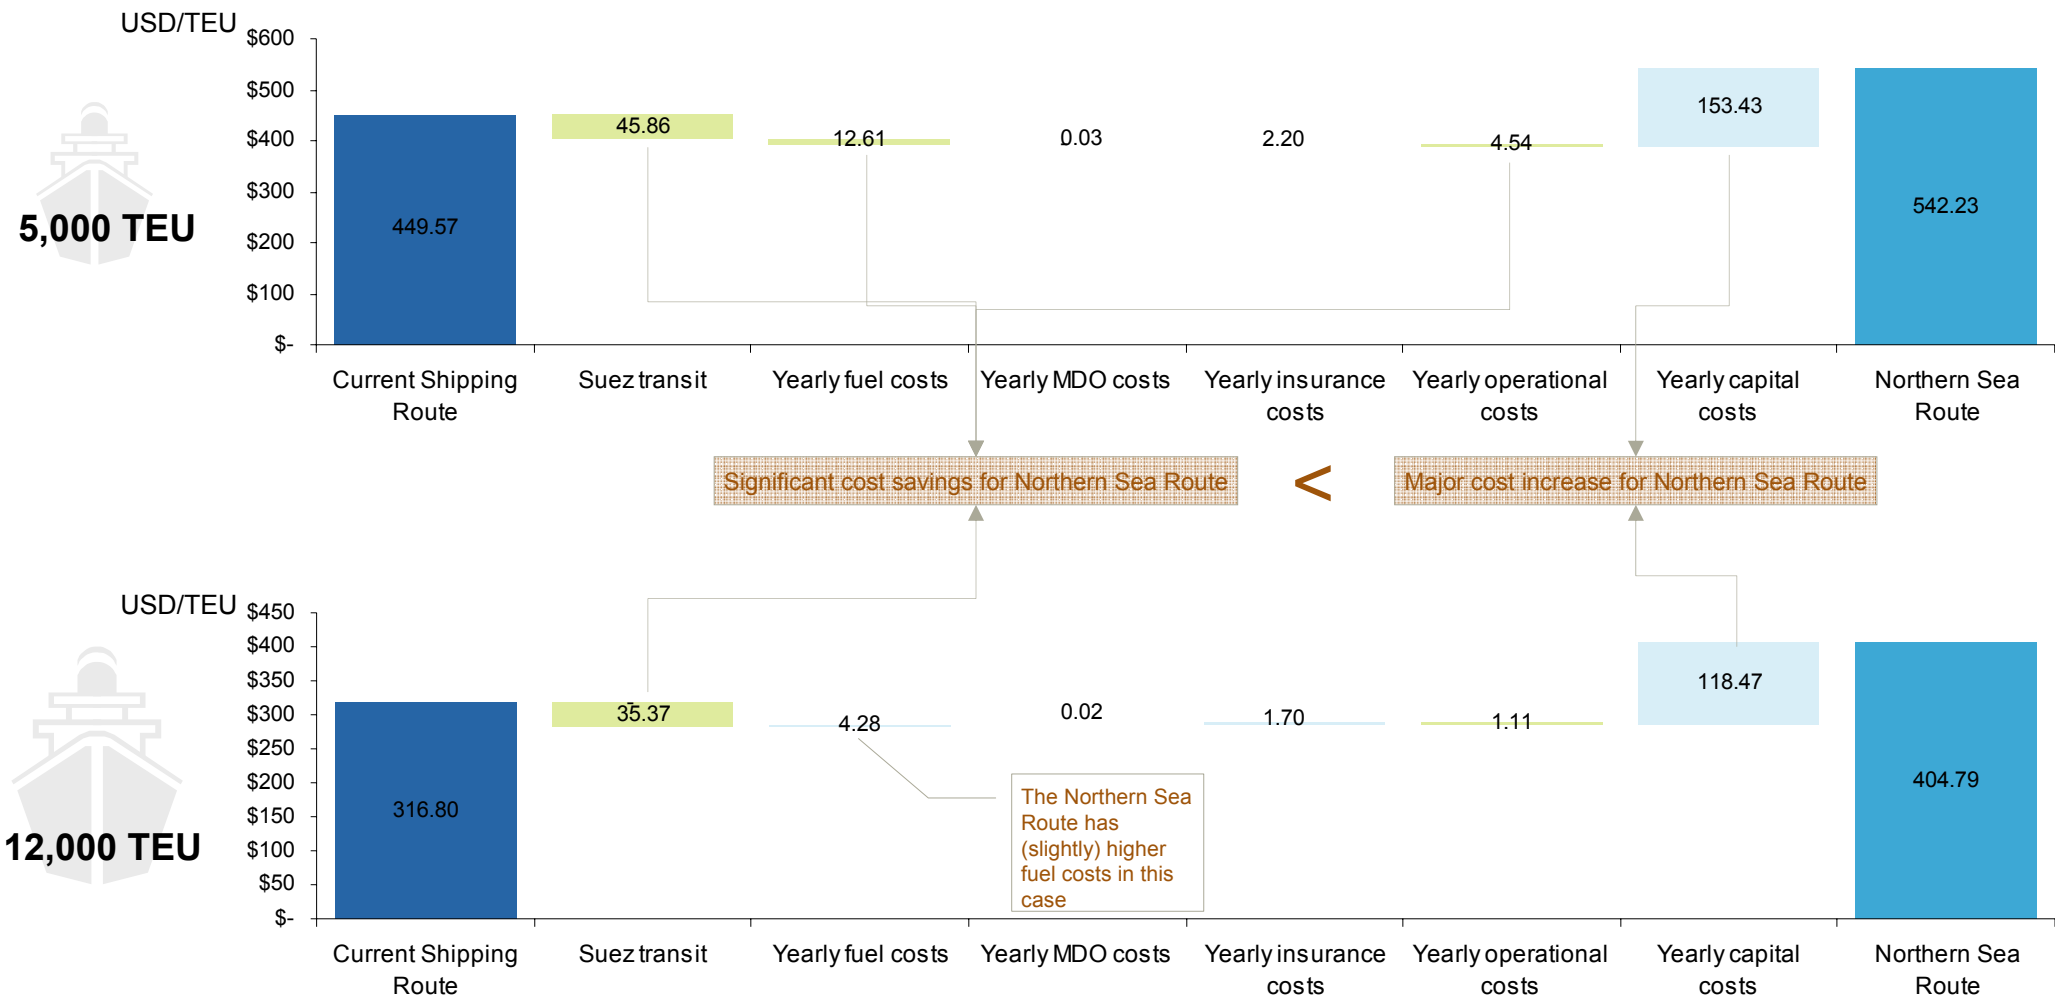 USD/TEU
$600
$500
$400
$300
$200
$100
$-
5,000 TEU
449.57
45.86
12.61
0.03
2.20
4.54
153.43
542.23
Current Shipping Route
Suez transit
Yearly fuel costs
Yearly MDO costs
Yearly insurance costs
Yearly operational costs
Yearly capital costs
Northern Sea Route
Significant cost savings for Northern Sea Route
<
Major cost increase for Northern Sea Route
USD/TEU
$450
$400
$350
$300
$250
$200
$150
$100
$50
$-
12,000 TEU
316.80
-
35.37
4.28
0.02
1.70
1.11
118.47
404.79
The Northern Sea
Route has
(slightly) higher
fuel costs in this
case
Current Shipping Route
Suez transit
Yearly fuel costs
Yearly MDO costs
Yearly insurance costs
Yearly operational costs
Yearly capital costs
Northern Sea Route